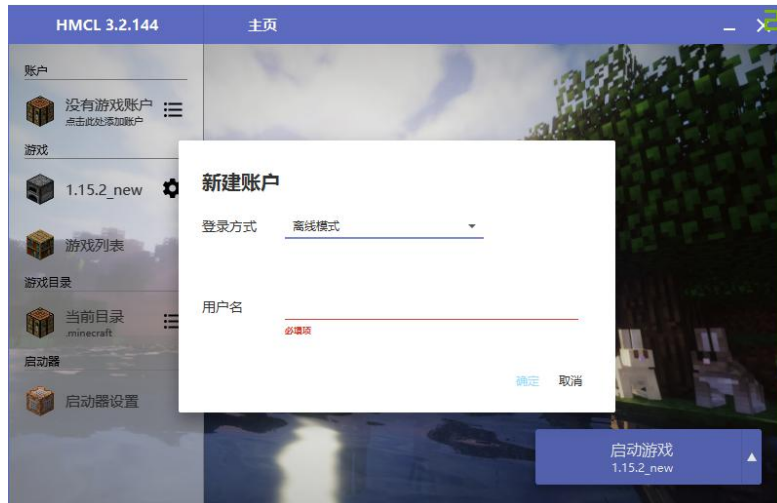 HMCL 3.2.144
主页
账户
没有游戏账户
点击此处添加账户
游戏
1.15.2_new
游戏列表
游戏目录
当前目录
.minecraft
启动器
启动器设置
新建账户
登录方式 离线模式
用户名
必填项
确定 取消
启动游戏
1.15.2_new